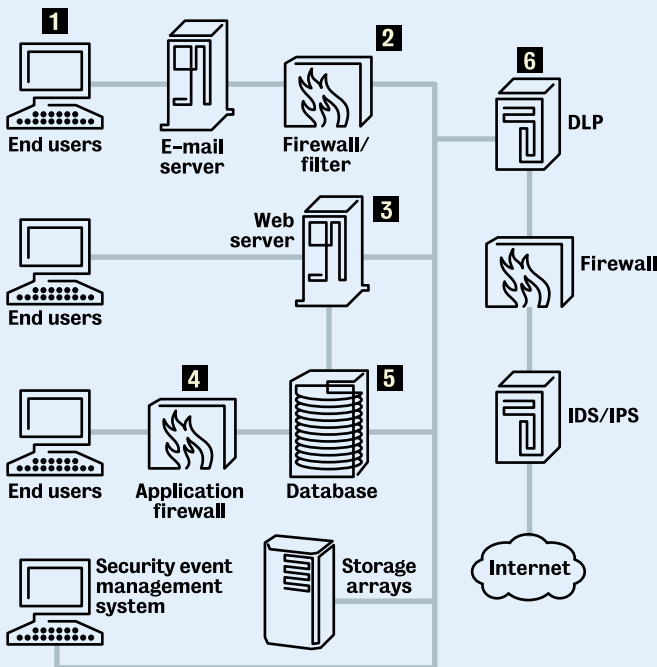 1
2
6
End users
E-mail
server
Firewall/
filter
DLP
Web
server
3
End users
Firewall
4
5
End users
Application
firewall
Database
IDS/IPS
Security event
management
system
Storage
arrays
Internet